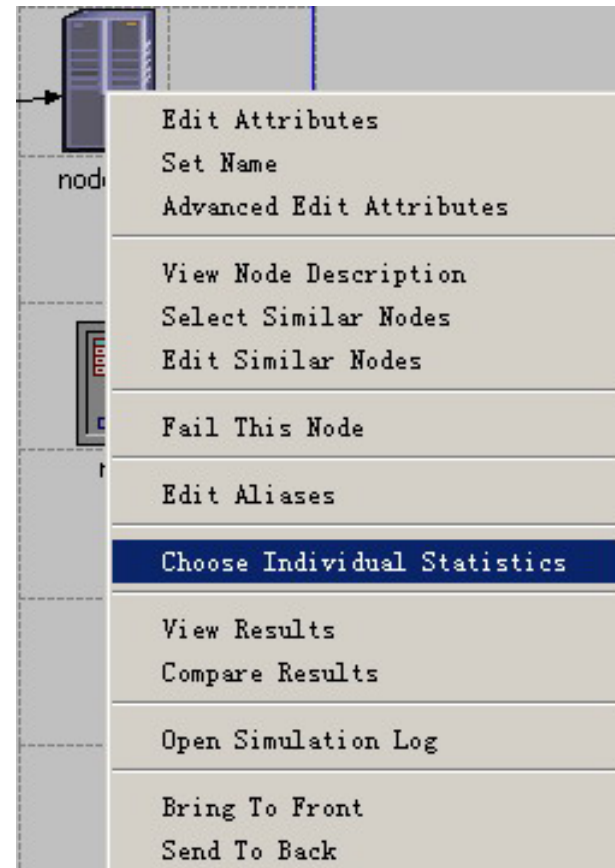 Edit Attributes
Set Name
Advanced Edit Attributes
View Node Description
Select Similar Nodes
Edit Similar Nodes
Fail This Node
Edit Aliases
Choose Individual Statistics
View Results
Compare Results
Open Simulation Log
Bring To Front
Send To Back